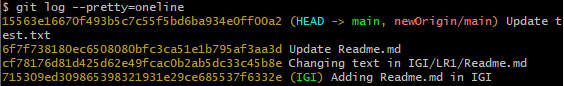 $ git log --pretty=oneline
15563e16670f493b5c7c55f5bd6ba934e0ff00a2 (HEAD -> main, newOrigin/main) Update t
est.txt
6f7f738180ec6508080bfc3ca51e1b795af3aa3d Update Readme.md
cf78176d81d425d62e49fcac0b2ab5dc33c45b8e Changing text in IGI/LR1/Readme.md
715309ed309865398321931e29ce685537f6332e (IGI) Adding Readme.md in IGI